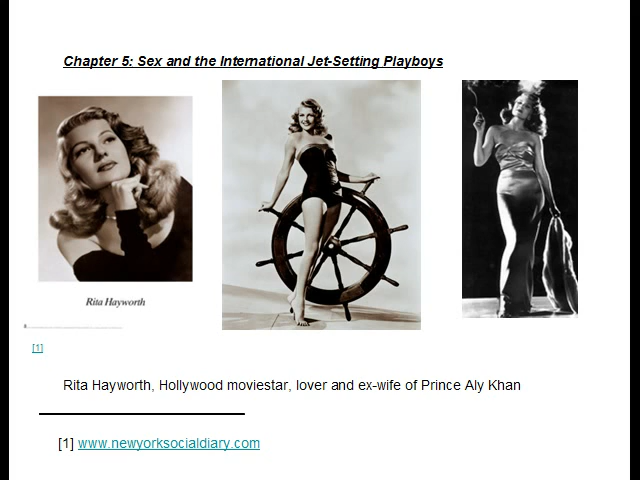 Chapter 5: Sex and the International Jet-Setting Playboys
Rita Hayworth
[1]
Rita Hayworth, Hollywood moviestar, lover and ex-wife of Prince Aly Khan
[1] www.newyorksocialdiary.com